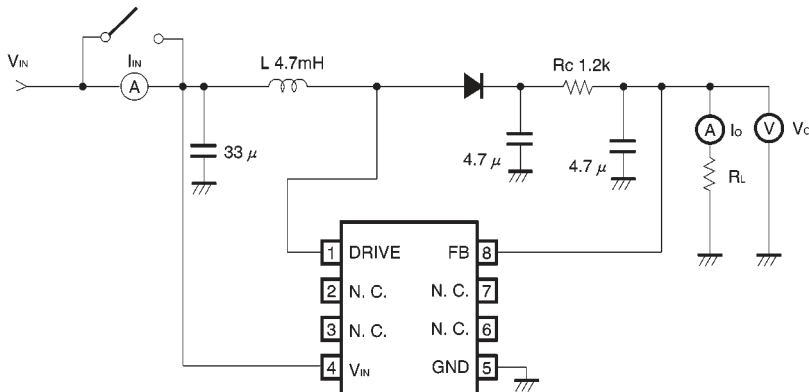 VIN
IIN
A
L 4.7mH
Rc 1.2k
33 μ
4.7 μ
4.7 μ
A
IO
V
RL
1 DRIVE FB 8
2 N. C. N. C. 7
3 N. C. N. C. 6
4 VIN GND 5